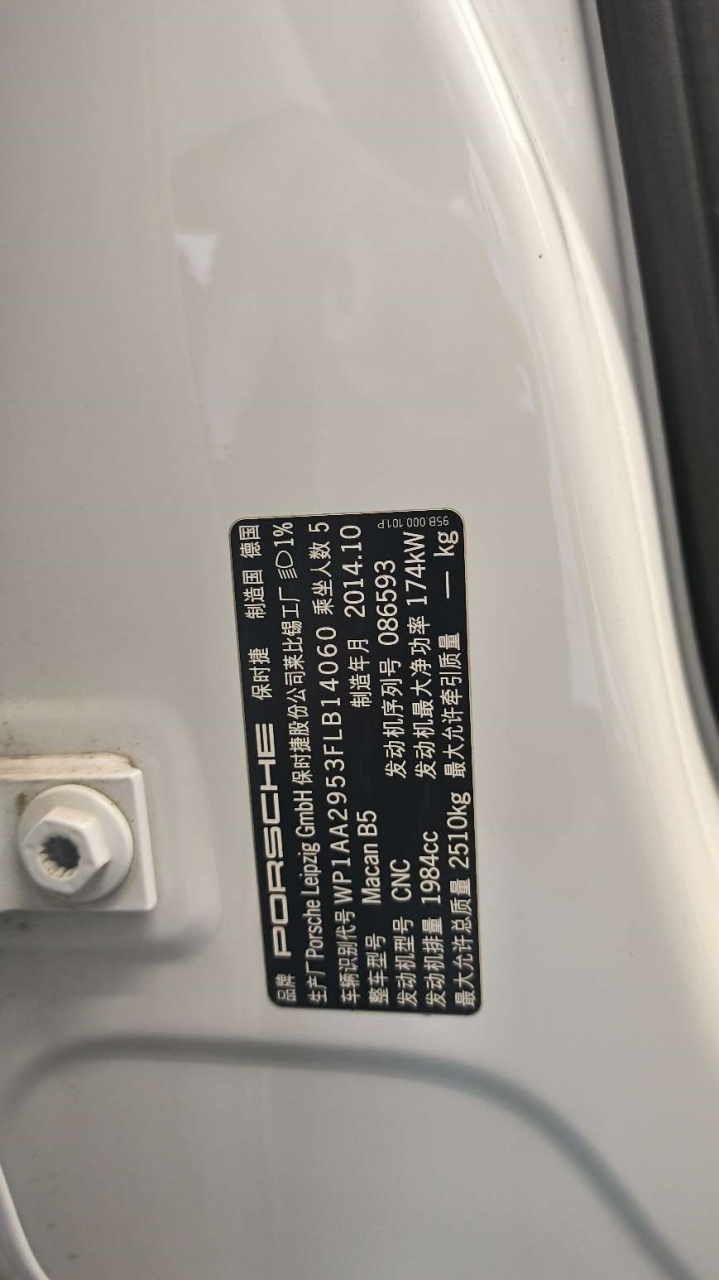 品牌 PORSCHE 保时捷 制造国 德国
生产厂 Porsche Leipzig GmbH 保时捷股份公司莱比锡工厂 1%
车辆识别代号 WP1AA2953FLB14060 乘坐人数 5
整车型号 Macan B5 制造年月 2014.10
发动机型号 CNC 发动机序列号 086593
发动机排量 1984cc 发动机最大净功率 174kW
最大允许总质量 2510kg 最大允许牵引质量 — kg
95B 000 101P